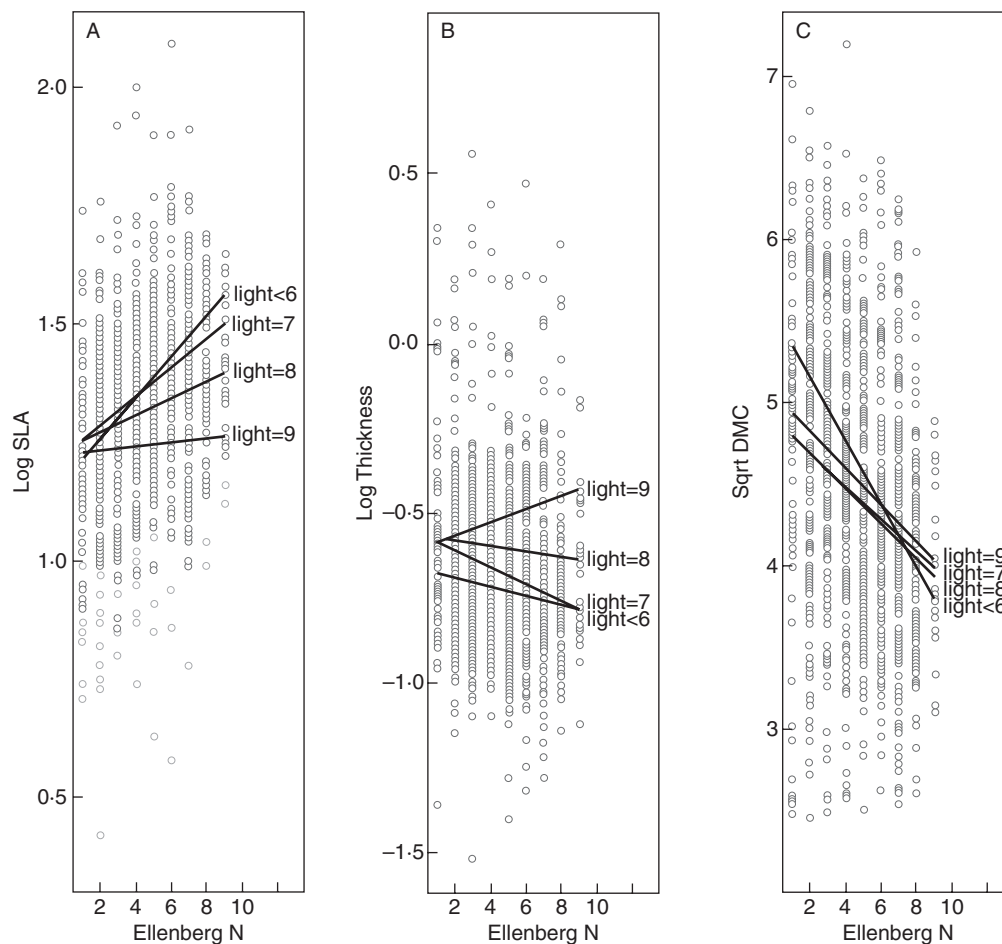 A
Log SLA
2·0
1·5
1·0
0·5
light<6
light=7
light=8
light=9
2 4 6 8 10
Ellenberg N
B
Log Thickness
0·5
0·0
−0·5
−1·0
−1·5
light=9
light=8
light=7
light<6
2 4 6 8 10
Ellenberg N
C
Sqrt DMC
7
6
5
4
3
light=9
light=7
light=8
light<6
2 4 6 8 10
Ellenberg N